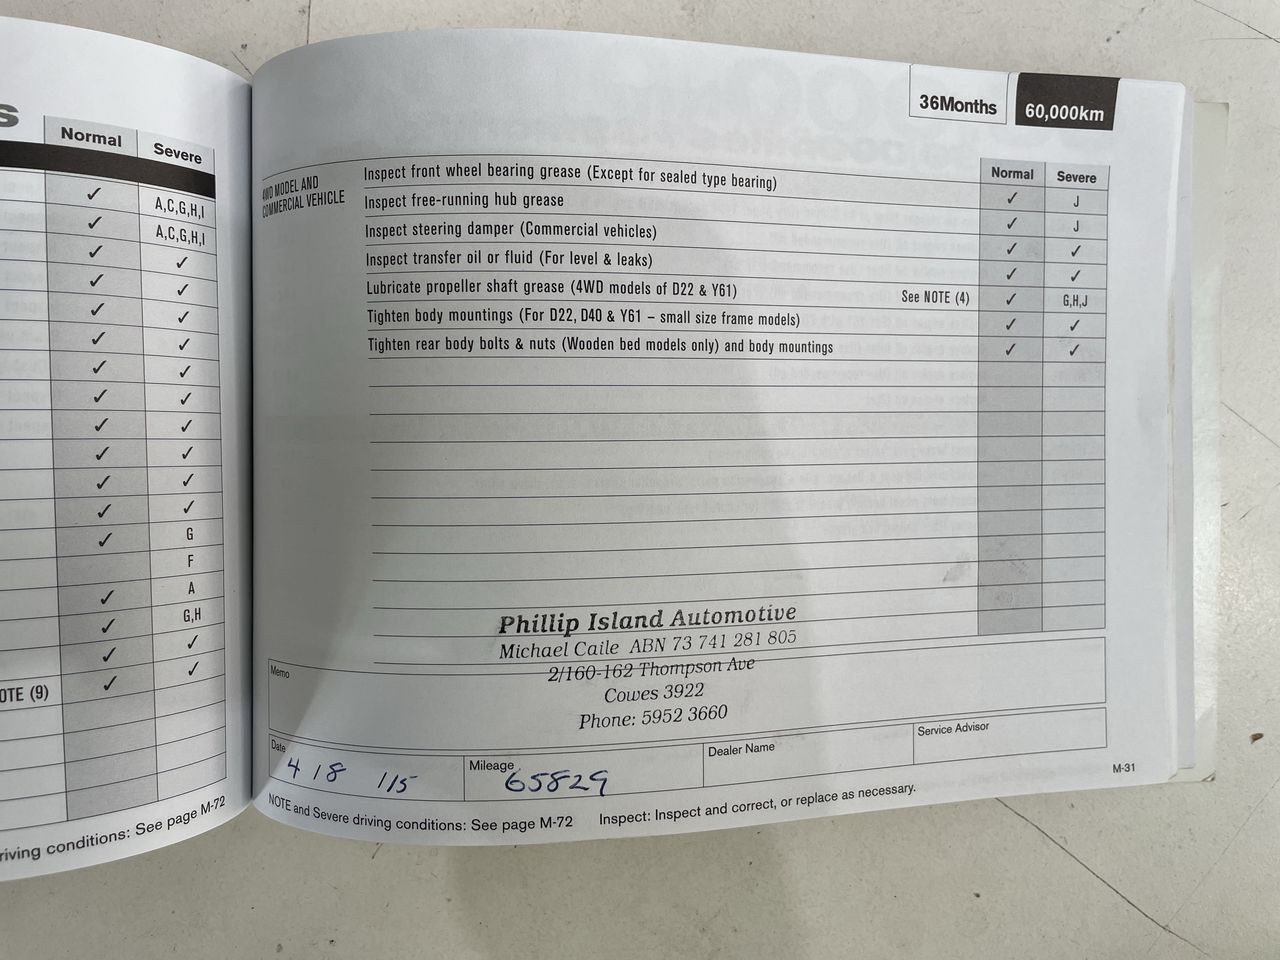 s
Normal Severe
✓ A,C,G,H,I
✓ A,C,G,H,I
✓ ✓
✓ ✓
✓ ✓
✓ ✓
✓ ✓
✓ ✓
✓ ✓
✓ ✓
✓ ✓
✓ ✓
✓ G
F
✓ A
✓ G,H
✓ ✓
OTE (9) ✓ ✓
riving conditions: See page M-72
36Months 60,000km
Normal Severe
4WD MODEL AND
COMMERCIAL VEHICLE
Inspect front wheel bearing grease (Except for sealed type bearing) ✓ J
Inspect free-running hub grease ✓ J
Inspect steering damper (Commercial vehicles) ✓ ✓
Inspect transfer oil or fluid (For level & leaks) ✓ ✓
Lubricate propeller shaft grease (4WD models of D22 & Y61) See NOTE (4) ✓ G,H,J
Tighten body mountings (For D22, D40 & Y61 – small size frame models) ✓ ✓
Tighten rear body bolts & nuts (Wooden bed models only) and body mountings ✓ ✓
Phillip Island Automotive
Michael Caile ABN 73 741 281 805
2/160-162 Thompson Ave
Cowes 3922
Phone: 5952 3660
Memo
Date 4 18 115
Mileage 65829
Dealer Name
Service Advisor
NOTE and Severe driving conditions: See page M-72 Inspect: Inspect and correct, or replace as necessary.
M-31